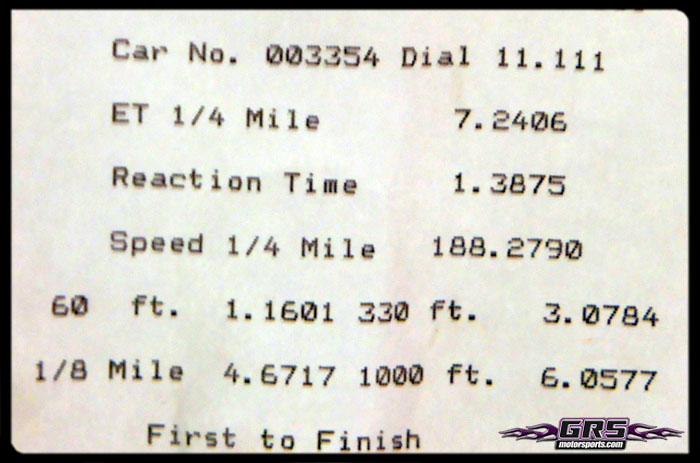 Car No. 003354 Dial 11.111
ET 1/4 Mile 7.2406
Reaction Time 1.3875
Speed 1/4 Mile 188.2790
60 ft. 1.1601 330 ft. 3.0784
1/8 Mile 4.6717 1000 ft. 6.0577
First to Finish
GRS
motorsports.com